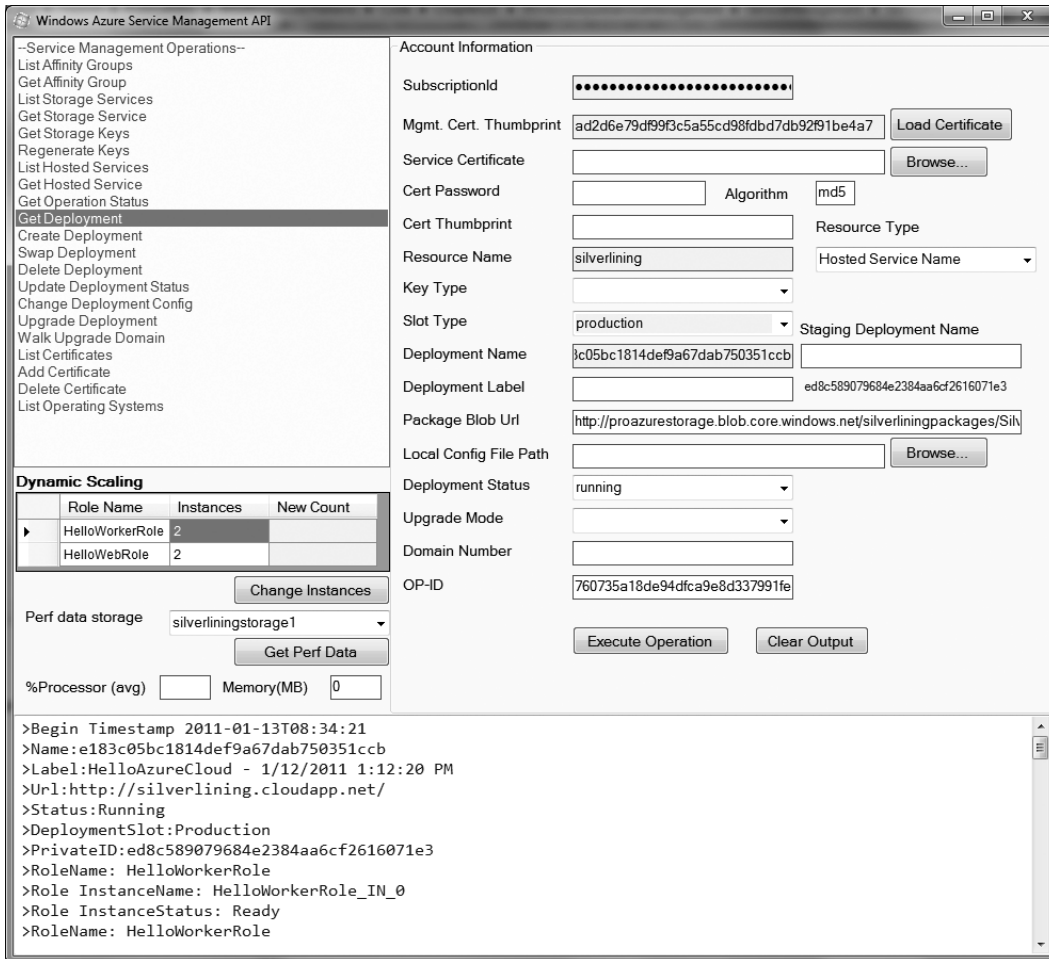 Windows Azure Service Management API
--Service Management Operations--
List Affinity Groups
Get Affinity Group
List Storage Services
Get Storage Service
Get Storage Keys
Regenerate Keys
List Hosted Services
Get Hosted Service
Get Operation Status
Get Deployment
Create Deployment
Swap Deployment
Delete Deployment
Update Deployment Status
Change Deployment Config
Upgrade Deployment
Walk Upgrade Domain
List Certificates
Add Certificate
Delete Certificate
List Operating Systems
Dynamic Scaling
Role Name Instances New Count
HelloWorkerRole 2
HelloWebRole 2
Change Instances
Perf data storage silverliningstorage1
Get Perf Data
%Processor (avg) Memory(MB) 0
Account Information
SubscriptionId
Mgmt. Cert. Thumbprint ad2d6e79df99f3c5a55cd98fdbd7db92f91be4a7 Load Certificate
Service Certificate Browse...
Cert Password Algorithm md5
Cert Thumbprint Resource Type
Resource Name silverlining Hosted Service Name
Key Type
Slot Type production Staging Deployment Name
Deployment Name 3c05bc1814def9a67dab750351ccb
Deployment Label ed8c589079684e2384aa6cf2616071e3
Package Blob Url http://proazurestorage.blob.core.windows.net/silverliningpackages/Silv
Local Config File Path Browse...
Deployment Status running
Upgrade Mode
Domain Number
OP-ID 760735a18de94dfca9e8d337991fe
Execute Operation Clear Output
>Begin Timestamp 2011-01-13T08:34:21
>Name:e183c05bc1814def9a67dab750351ccb
>Label:HelloAzureCloud - 1/12/2011 1:12:20 PM
>Url:http://silverlining.cloudapp.net/
>Status:Running
>DeploymentSlot:Production
>PrivateID:ed8c589079684e2384aa6cf2616071e3
>RoleName: HelloWorkerRole
>Role InstanceName: HelloWorkerRole_IN_0
>Role InstanceStatus: Ready
>RoleName: HelloWorkerRole